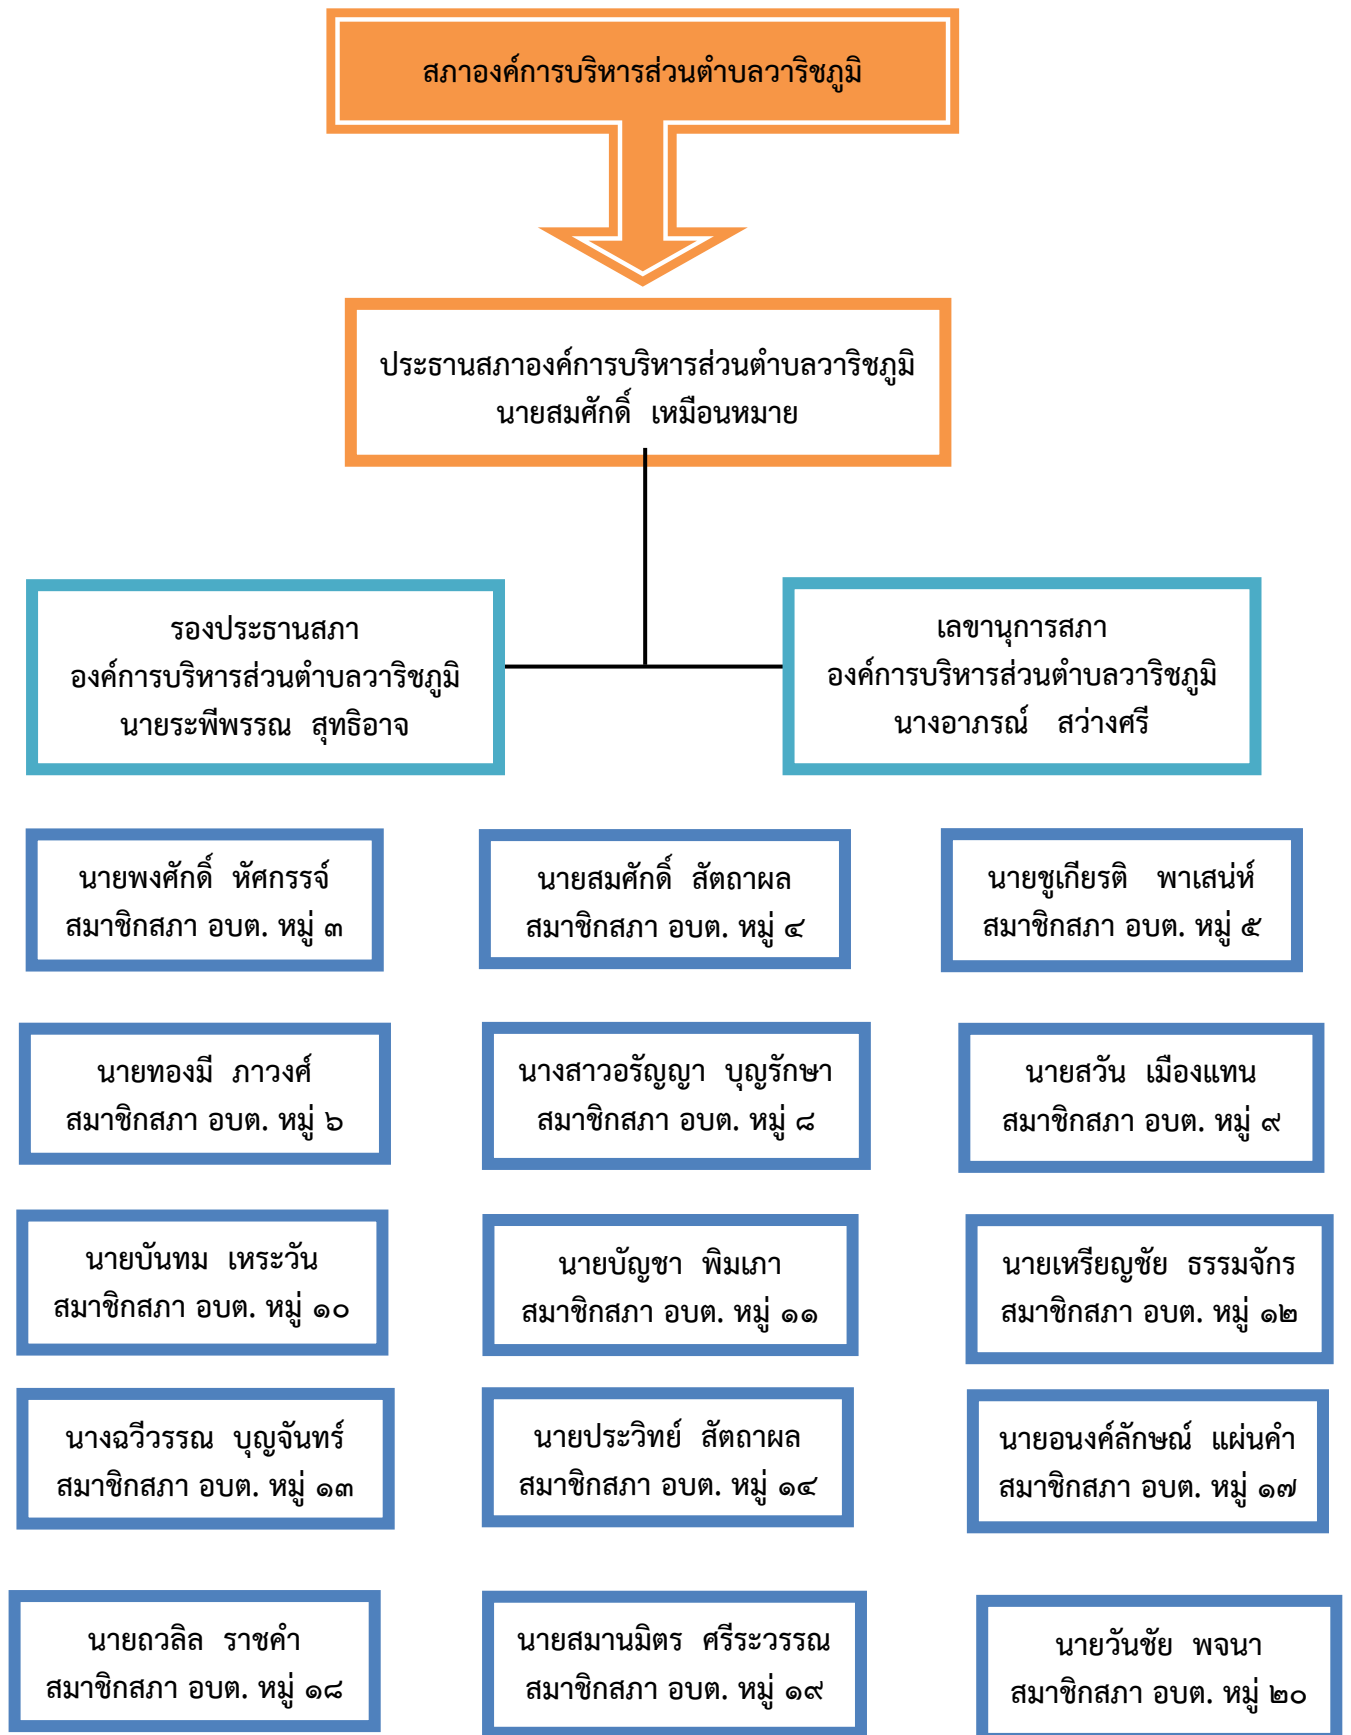 สภาองค์การบริหารส่วนตำบลวาริชภูมิ
ประธานสภาองค์การบริหารส่วนตำบลวาริชภูมิ
นายสมศักดิ์ เหมือนหมาย
รองประธานสภา
องค์การบริหารส่วนตำบลวาริชภูมิ
นายระพีพรรณ สุทธิอาจ
เลขานุการสภา
องค์การบริหารส่วนตำบลวาริชภูมิ
นางอาภรณ์ สว่างศรี
นายพงศักดิ์ หัศกรรจ์
สมาชิกสภา อบต. หมู่ ๓
นายสมศักดิ์ สัตถาผล
สมาชิกสภา อบต. หมู่ ๔
นายชูเกียรติ พาเสน่ห์
สมาชิกสภา อบต. หมู่ ๕
นายทองมี ภาวงศ์
สมาชิกสภา อบต. หมู่ ๖
นางสาวอรัญญา บุญรักษา
สมาชิกสภา อบต. หมู่ ๘
นายสวัน เมืองแทน
สมาชิกสภา อบต. หมู่ ๙
นายบันทม เหระวัน
สมาชิกสภา อบต. หมู่ ๑๐
นายบัญชา พิมเภา
สมาชิกสภา อบต. หมู่ ๑๑
นายเหรียญชัย ธรรมจักร
สมาชิกสภา อบต. หมู่ ๑๒
นางฉวีวรรณ บุญจันทร์
สมาชิกสภา อบต. หมู่ ๑๓
นายประวิทย์ สัตถาผล
สมาชิกสภา อบต. หมู่ ๑๔
นายอนงค์ลักษณ์ แผ่นคำ
สมาชิกสภา อบต. หมู่ ๑๗
นายถวลิล ราชคำ
สมาชิกสภา อบต. หมู่ ๑๘
นายสมานมิตร ศรีระวรรณ
สมาชิกสภา อบต. หมู่ ๑๙
นายวันชัย พจนา
สมาชิกสภา อบต. หมู่ ๒๐